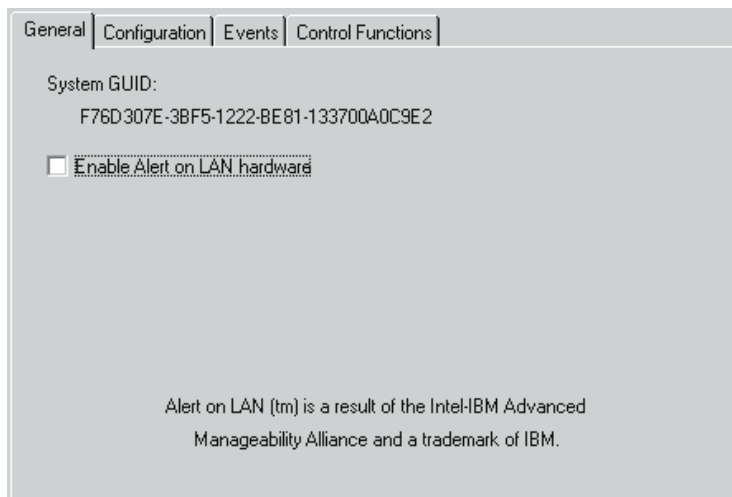 General Configuration Events Control Functions
System GUID:
F76D307E-3BF5-1222-BE81-133700A0C9E2
Enable Alert on LAN hardware
Alert on LAN (tm) is a result of the Intel-IBM Advanced
Manageability Alliance and a trademark of IBM.